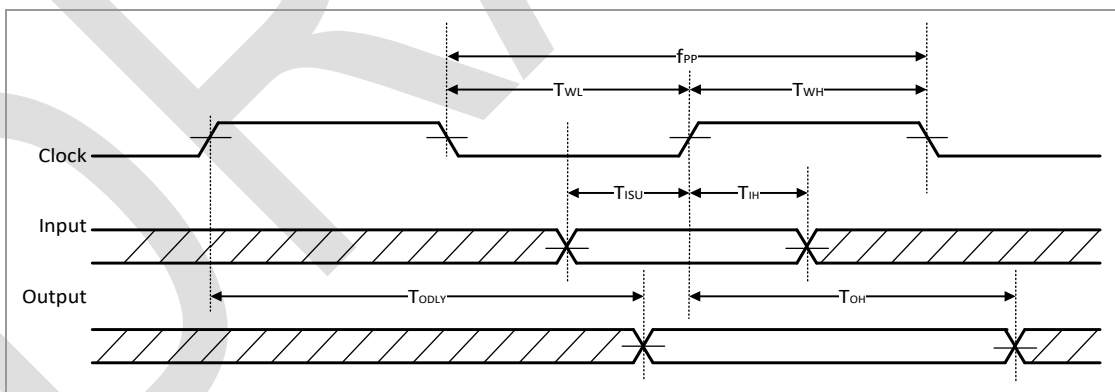 fPP
TWL
TWH
Clock
TISU
TIH
Input
Output
TODLY
TOH